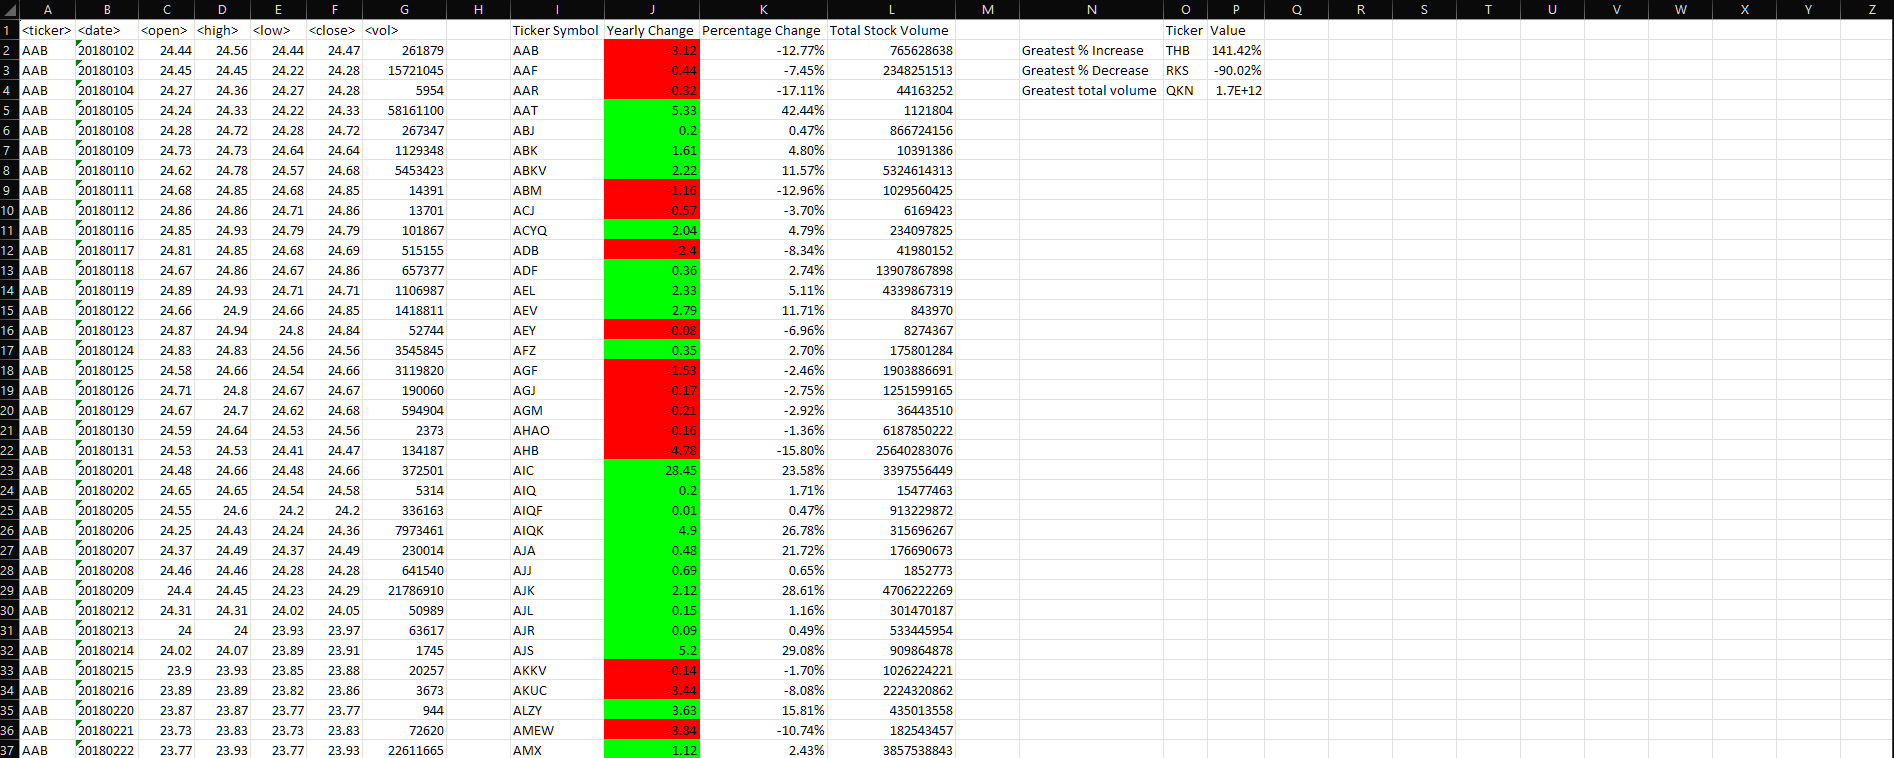 A B C D E F G H I J K L M N O P Q R S T U V W X Y Z
1 <ticker> <date> <open> <high> <low> <close> <vol> Ticker Symbol Yearly Change Percentage Change Total Stock Volume Ticker Value
2 AAB 20180102 24.44 24.56 24.44 24.47 261879 AAB -3.12 -12.77% 765628638 Greatest % Increase THB 141.42%
3 AAB 20180103 24.45 24.45 24.22 24.28 15721045 AAF -0.44 -7.45% 2348251513 Greatest % Decrease RKS -90.02%
4 AAB 20180104 24.27 24.36 24.27 24.28 5954 AAR -0.32 -17.11% 44163252 Greatest total volume QKN 1.7E+12
5 AAB 20180105 24.24 24.33 24.22 24.33 58161100 AAT 5.33 42.44% 1121804
6 AAB 20180108 24.28 24.72 24.28 24.72 267347 ABJ 0.2 0.47% 866724156
7 AAB 20180109 24.73 24.73 24.64 24.64 1129348 ABK 1.61 4.80% 10391386
8 AAB 20180110 24.62 24.78 24.57 24.68 5453423 ABKV 2.22 11.57% 5324614313
9 AAB 20180111 24.68 24.85 24.68 24.85 14391 ABM -1.16 -12.96% 1029560425
10 AAB 20180112 24.86 24.86 24.71 24.86 13701 ACJ -0.57 -3.70% 6169423
11 AAB 20180116 24.85 24.93 24.79 24.79 101867 ACYQ 2.04 4.79% 234097825
12 AAB 20180117 24.81 24.85 24.68 24.69 515155 ADB -2.4 -8.34% 41980152
13 AAB 20180118 24.67 24.86 24.67 24.86 657377 ADF 0.36 2.74% 13907867898
14 AAB 20180119 24.89 24.93 24.71 24.71 1106987 AEL 2.33 5.11% 4339867319
15 AAB 20180122 24.66 24.9 24.66 24.85 1418811 AEV 2.79 11.71% 843970
16 AAB 20180123 24.87 24.94 24.8 24.84 52744 AEY -0.08 -6.96% 8274367
17 AAB 20180124 24.83 24.83 24.56 24.56 3545845 AFZ 0.35 2.70% 175801284
18 AAB 20180125 24.58 24.66 24.54 24.66 3119820 AGF -1.53 -2.46% 1903886691
19 AAB 20180126 24.71 24.8 24.67 24.67 190060 AGJ -0.17 -2.75% 1251599165
20 AAB 20180129 24.67 24.7 24.62 24.68 594904 AGM -0.21 -2.92% 36443510
21 AAB 20180130 24.59 24.64 24.53 24.56 2373 AHAO -0.16 -1.36% 6187850222
22 AAB 20180131 24.53 24.53 24.41 24.47 134187 AHB -4.78 -15.80% 25640283076
23 AAB 20180201 24.48 24.66 24.48 24.66 372501 AIC 28.45 23.58% 3397556449
24 AAB 20180202 24.65 24.65 24.54 24.58 5314 AIQ 0.2 1.71% 15477463
25 AAB 20180205 24.55 24.6 24.2 24.2 336163 AIQF 0.01 0.47% 913229872
26 AAB 20180206 24.25 24.43 24.24 24.36 7973461 AIQK 4.9 26.78% 315696267
27 AAB 20180207 24.37 24.49 24.37 24.49 230014 AJA 0.48 21.72% 176690673
28 AAB 20180208 24.46 24.46 24.28 24.28 641540 AJJ 0.69 0.65% 1852773
29 AAB 20180209 24.4 24.45 24.23 24.29 21786910 AJK 2.12 28.61% 4706222269
30 AAB 20180212 24.31 24.31 24.02 24.05 50989 AJL 0.15 1.16% 301470187
31 AAB 20180213 24 24 23.93 23.97 63617 AJR 0.09 0.49% 533445954
32 AAB 20180214 24.02 24.07 23.89 23.91 1745 AJS 5.2 29.08% 909864878
33 AAB 20180215 23.9 23.93 23.85 23.88 20257 AKKV -0.14 -1.70% 1026224221
34 AAB 20180216 23.89 23.89 23.82 23.86 3673 AKUC -3.44 -8.08% 2224320862
35 AAB 20180220 23.87 23.87 23.77 23.77 944 ALZY 3.63 15.81% 435013558
36 AAB 20180221 23.73 23.83 23.73 23.83 72620 AMEW -3.84 -10.74% 182543457
37 AAB 20180222 23.77 23.93 23.77 23.93 22611665 AMX 1.12 2.43% 3857538843